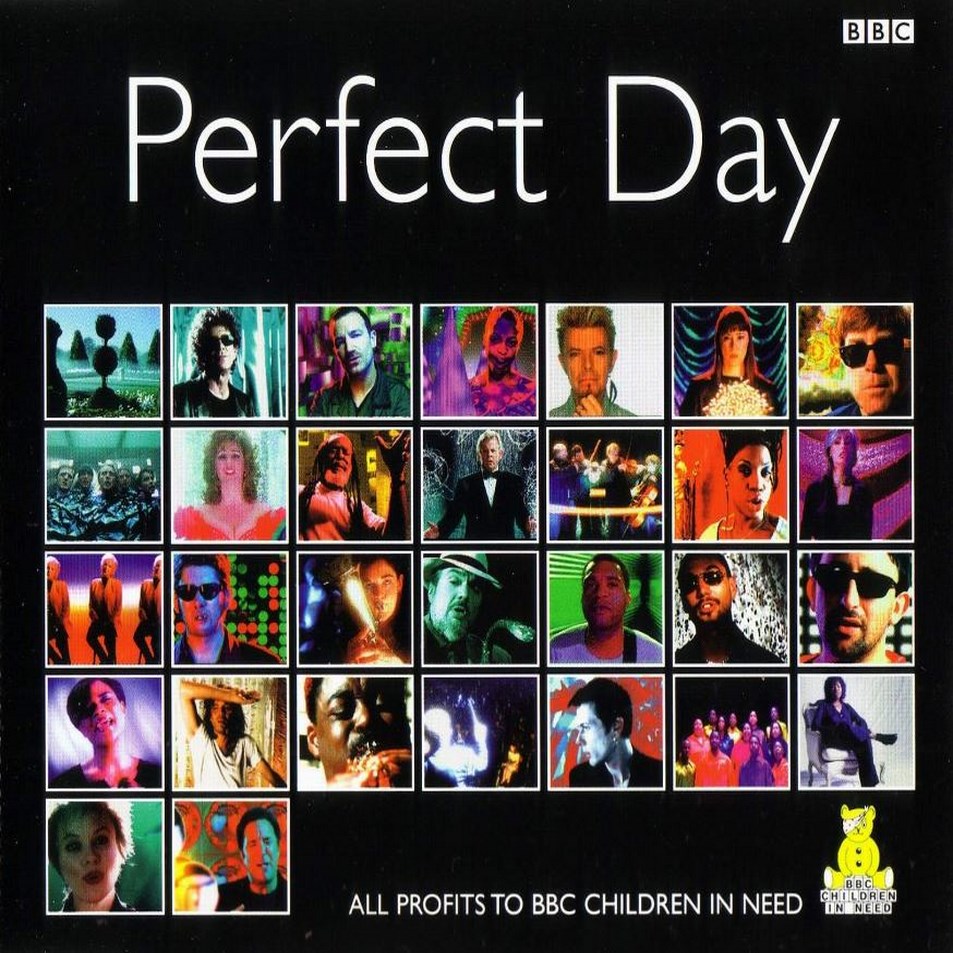 BBC
Perfect Day
ALL PROFITS TO BBC CHILDREN IN NEED
BBC
CHILDREN
IN NEED